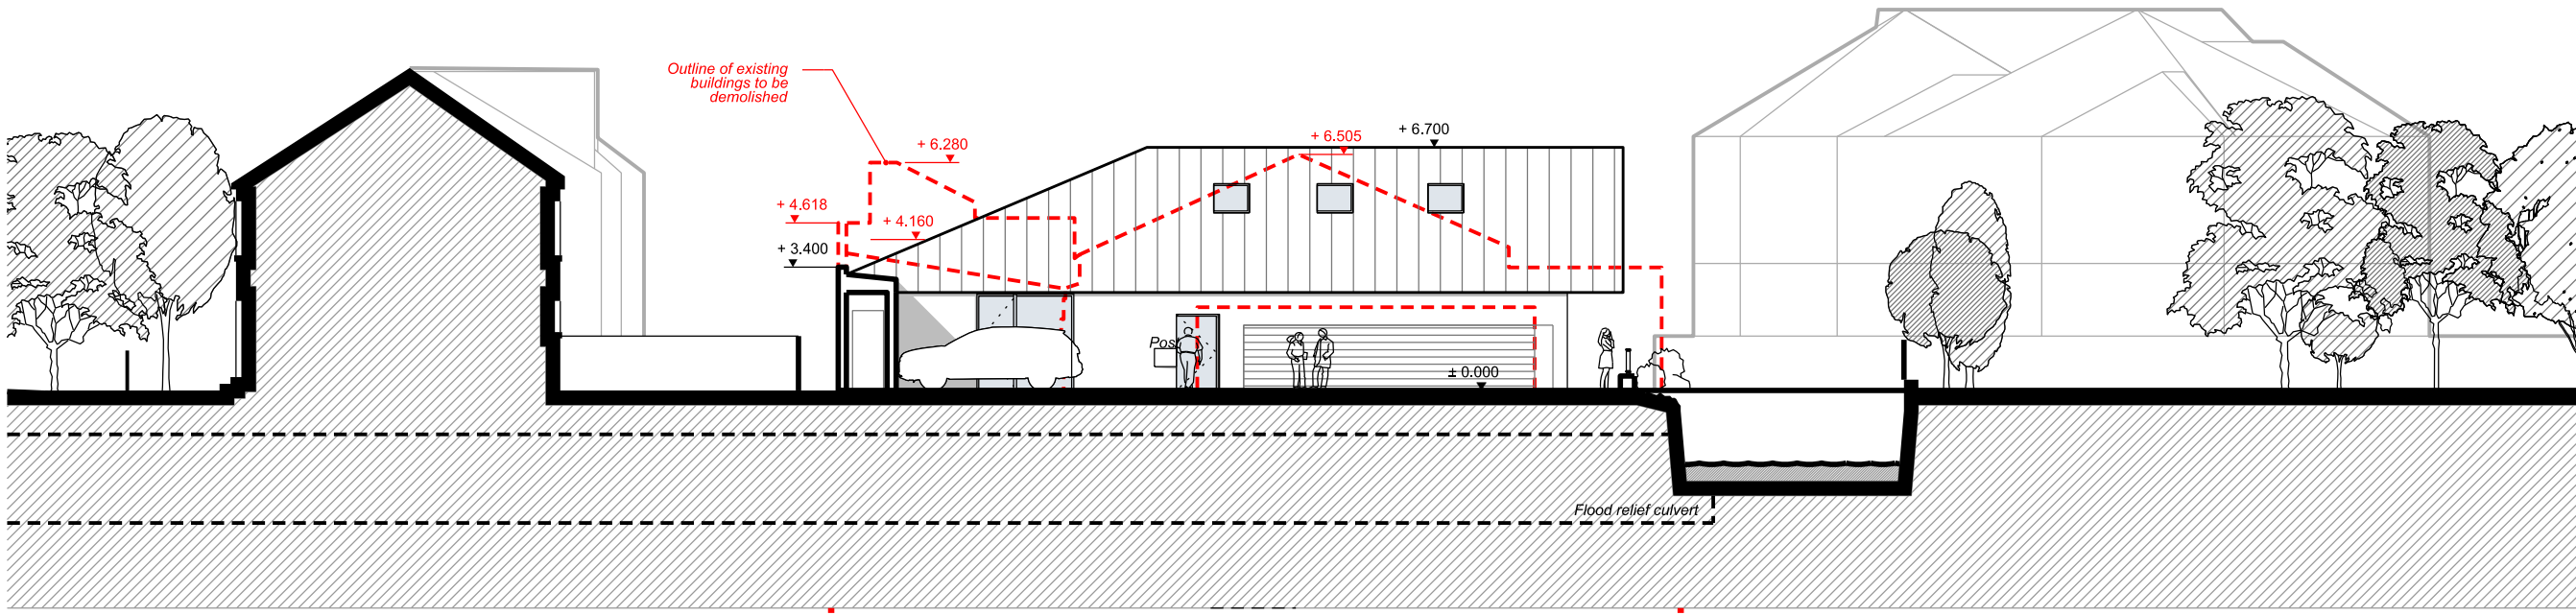 Outline of existing
buildings to be
demolished
+ 6.280
+ 6.505
+ 6.700
+ 4.618
+ 4.160
+ 3.400
Pos
± 0.000
Flood relief culvert